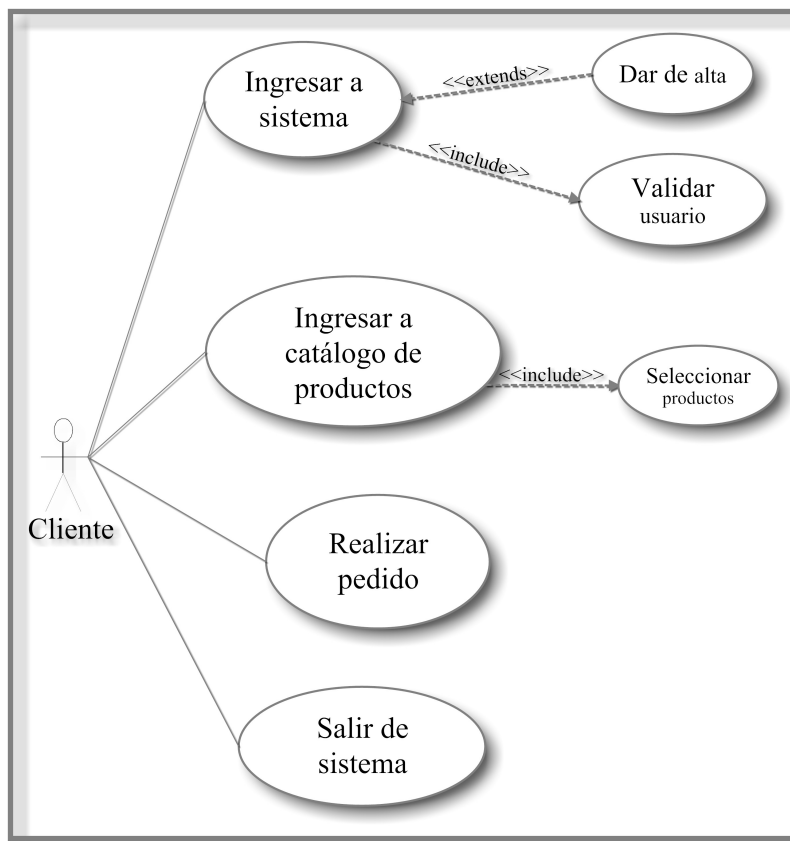 Ingresar a
sistema
<<extends>>
Dar de alta
<<include>>
Validar
usuario
Ingresar a
catálogo de
productos
<<include>>
Seleccionar
productos
Cliente
Realizar
pedido
Salir de
sistema